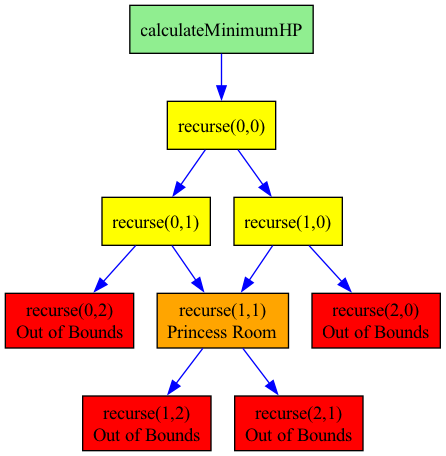 calculateMinimumHP
recurse(0,0)
recurse(0,1)
recurse(1,0)
recurse(0,2)
Out of Bounds
recurse(1,1)
Princess Room
recurse(2,0)
Out of Bounds
recurse(1,2)
Out of Bounds
recurse(2,1)
Out of Bounds